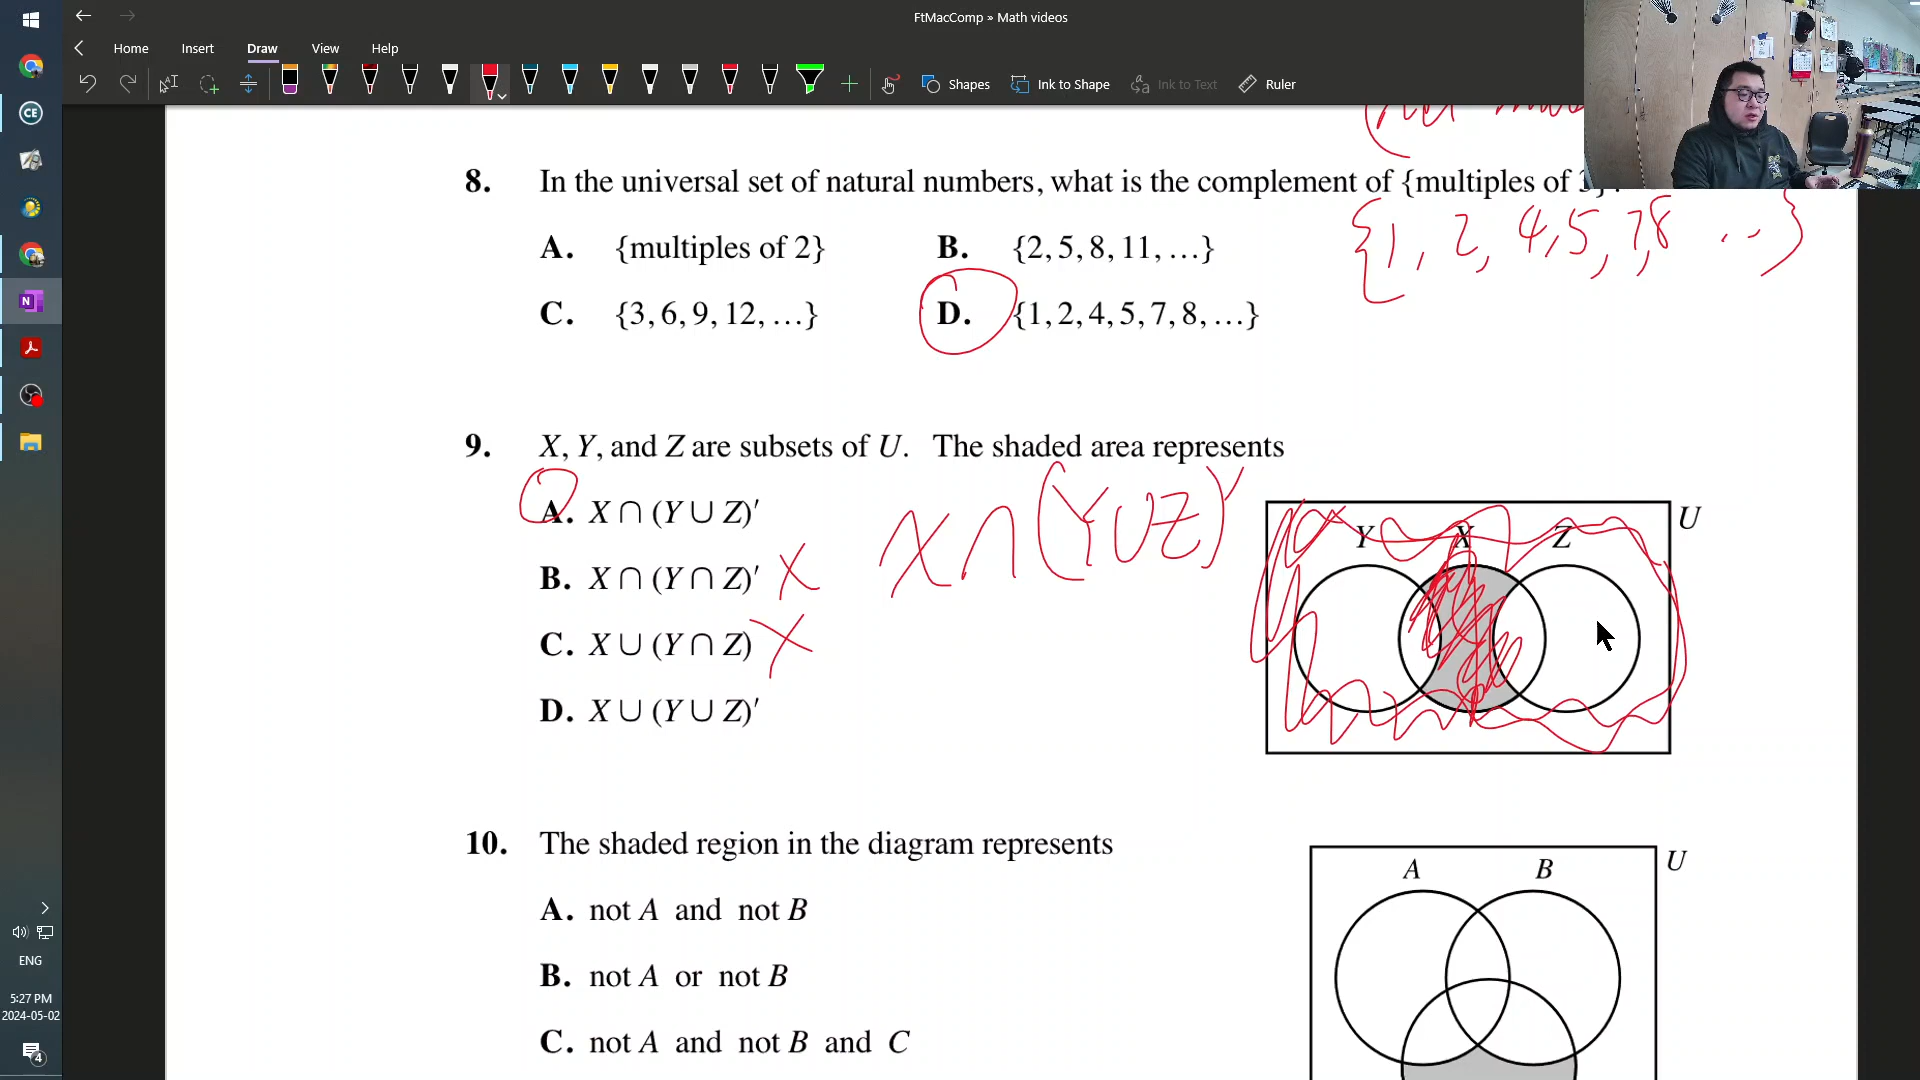 FtMacComp » Math videos
Home Insert Draw View Help
Shapes Ink to Shape Ink to Text Ruler
8. In the universal set of natural numbers, what is the complement of {multiples of 3}?
{1, 2, 4, 5, 7, 8 ...}
A. {multiples of 2} B. {2, 5, 8, 11, …}
C. {3, 6, 9, 12, …} D. {1, 2, 4, 5, 7, 8, …}
9. X, Y, and Z are subsets of U. The shaded area represents
A. X ∩ (Y ∪ Z)′
X ∩ (Y ∪ Z)′
B. X ∩ (Y ∩ Z)′ X
C. X ∪ (Y ∩ Z) X
D. X ∪ (Y ∪ Z)′
Y X Z U
10. The shaded region in the diagram represents
A. not A and not B
B. not A or not B
C. not A and not B and C
A B U
CE
N
ENG
5:27 PM
2024-05-02
4